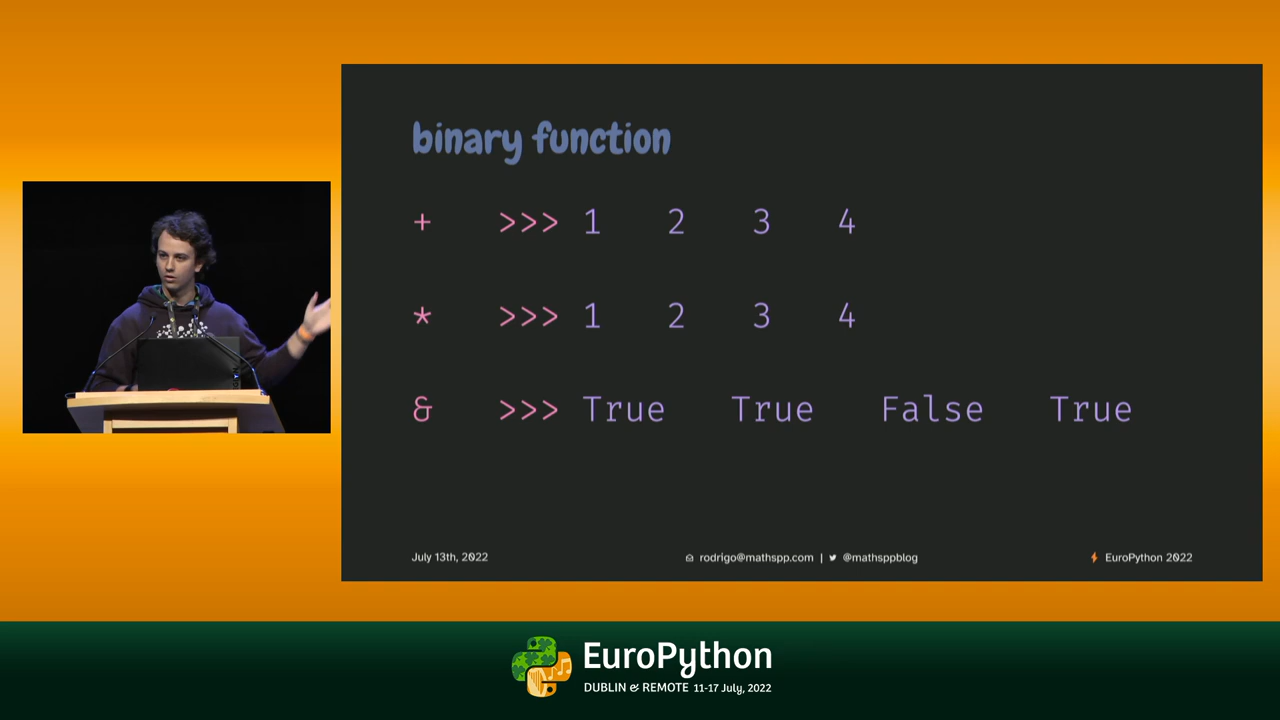 binary function
+ >>> 1 2 3 4
* >>> 1 2 3 4
& >>> True True False True
July 13th, 2022 rodrigo@mathspp.com | @mathsppblog EuroPython 2022
EuroPython
DUBLIN & REMOTE 11-17 July, 2022